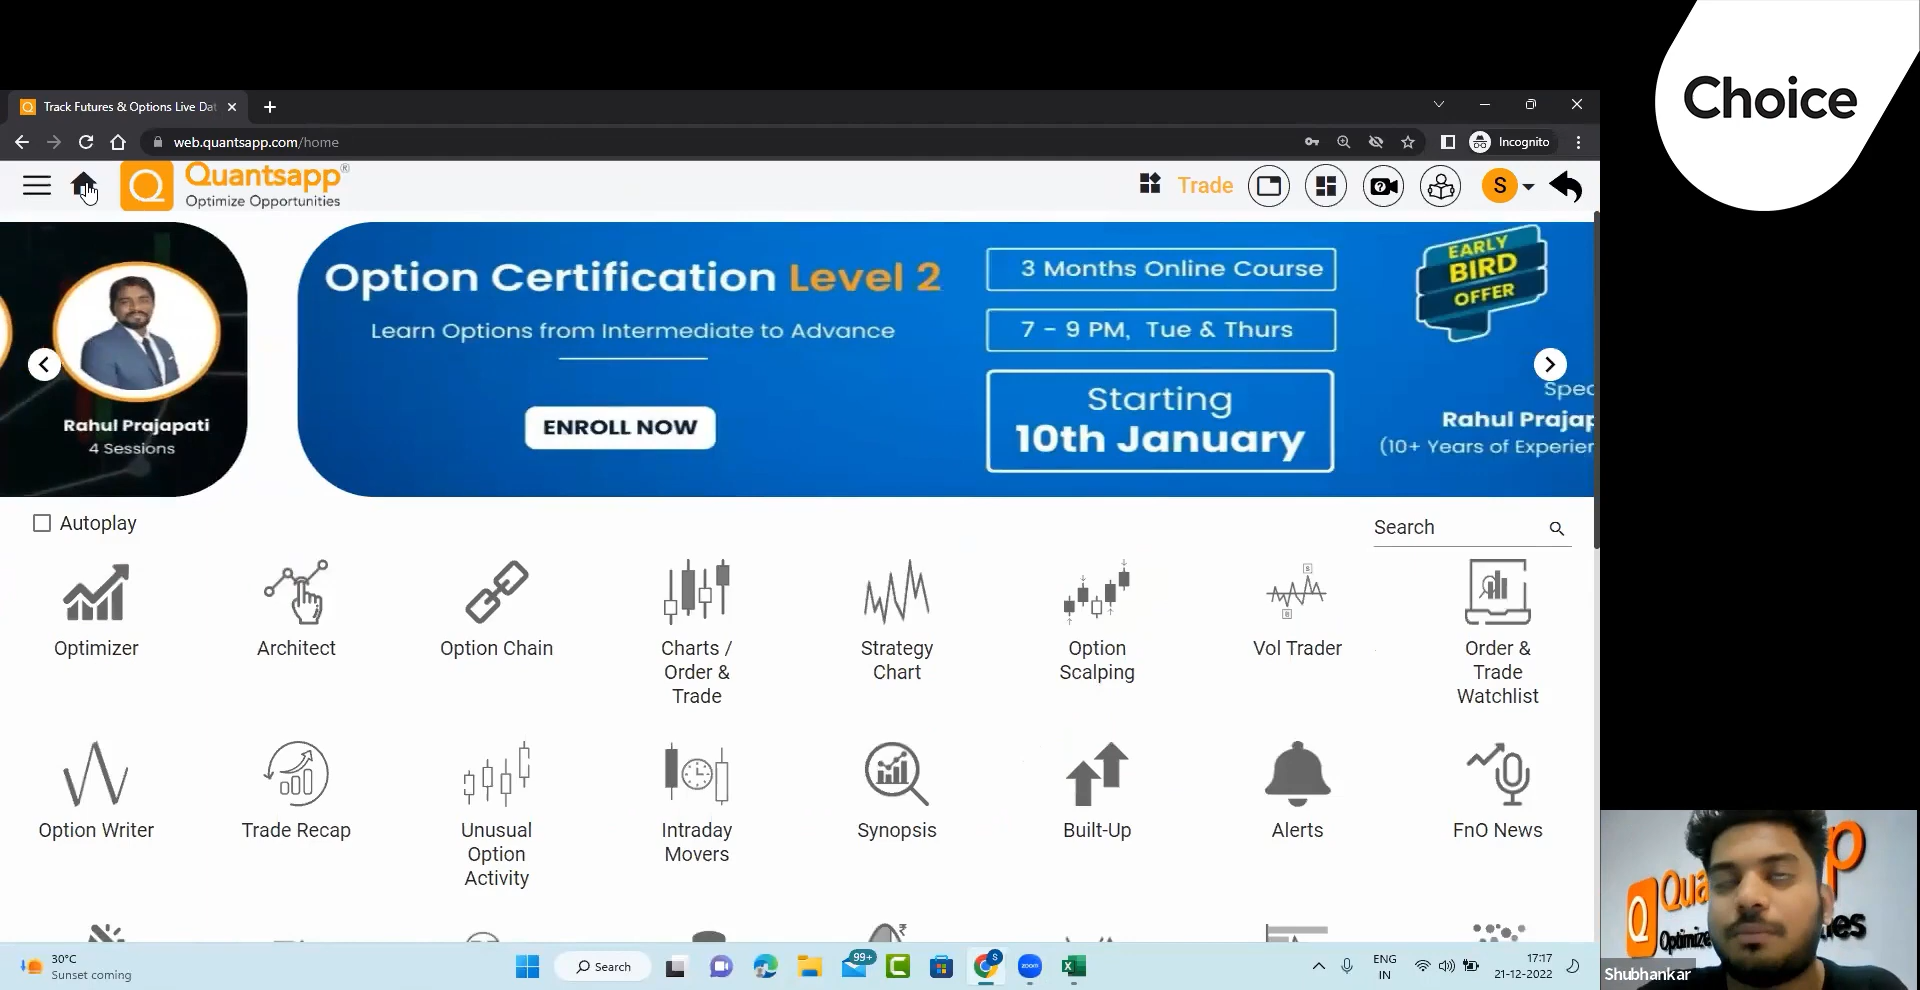 Choice
Track Futures & Options Live Dat
web.quantsapp.com/home
Incognito
Quantsapp®
Optimize Opportunities
Trade
S
Option Certification Level 2
Learn Options from Intermediate to Advance
ENROLL NOW
3 Months Online Course
7 - 9 PM, Tue & Thurs
Starting
10th January
EARLY
BIRD
OFFER
Spec
Rahul Prajap
(10+ Years of Experien
Rahul Prajapati
4 Sessions
Autoplay
Search
Optimizer
Architect
Option Chain
Charts /
Order &
Trade
Strategy
Chart
Option
Scalping
Vol Trader
Order &
Trade
Watchlist
Option Writer
Trade Recap
Unusual
Option
Activity
Intraday
Movers
Synopsis
Built-Up
Alerts
FnO News
30°C
Sunset coming
Search
99+
zoom
ENG
IN
17:17
21-12-2022
Qua
Optimize
Shubhankar